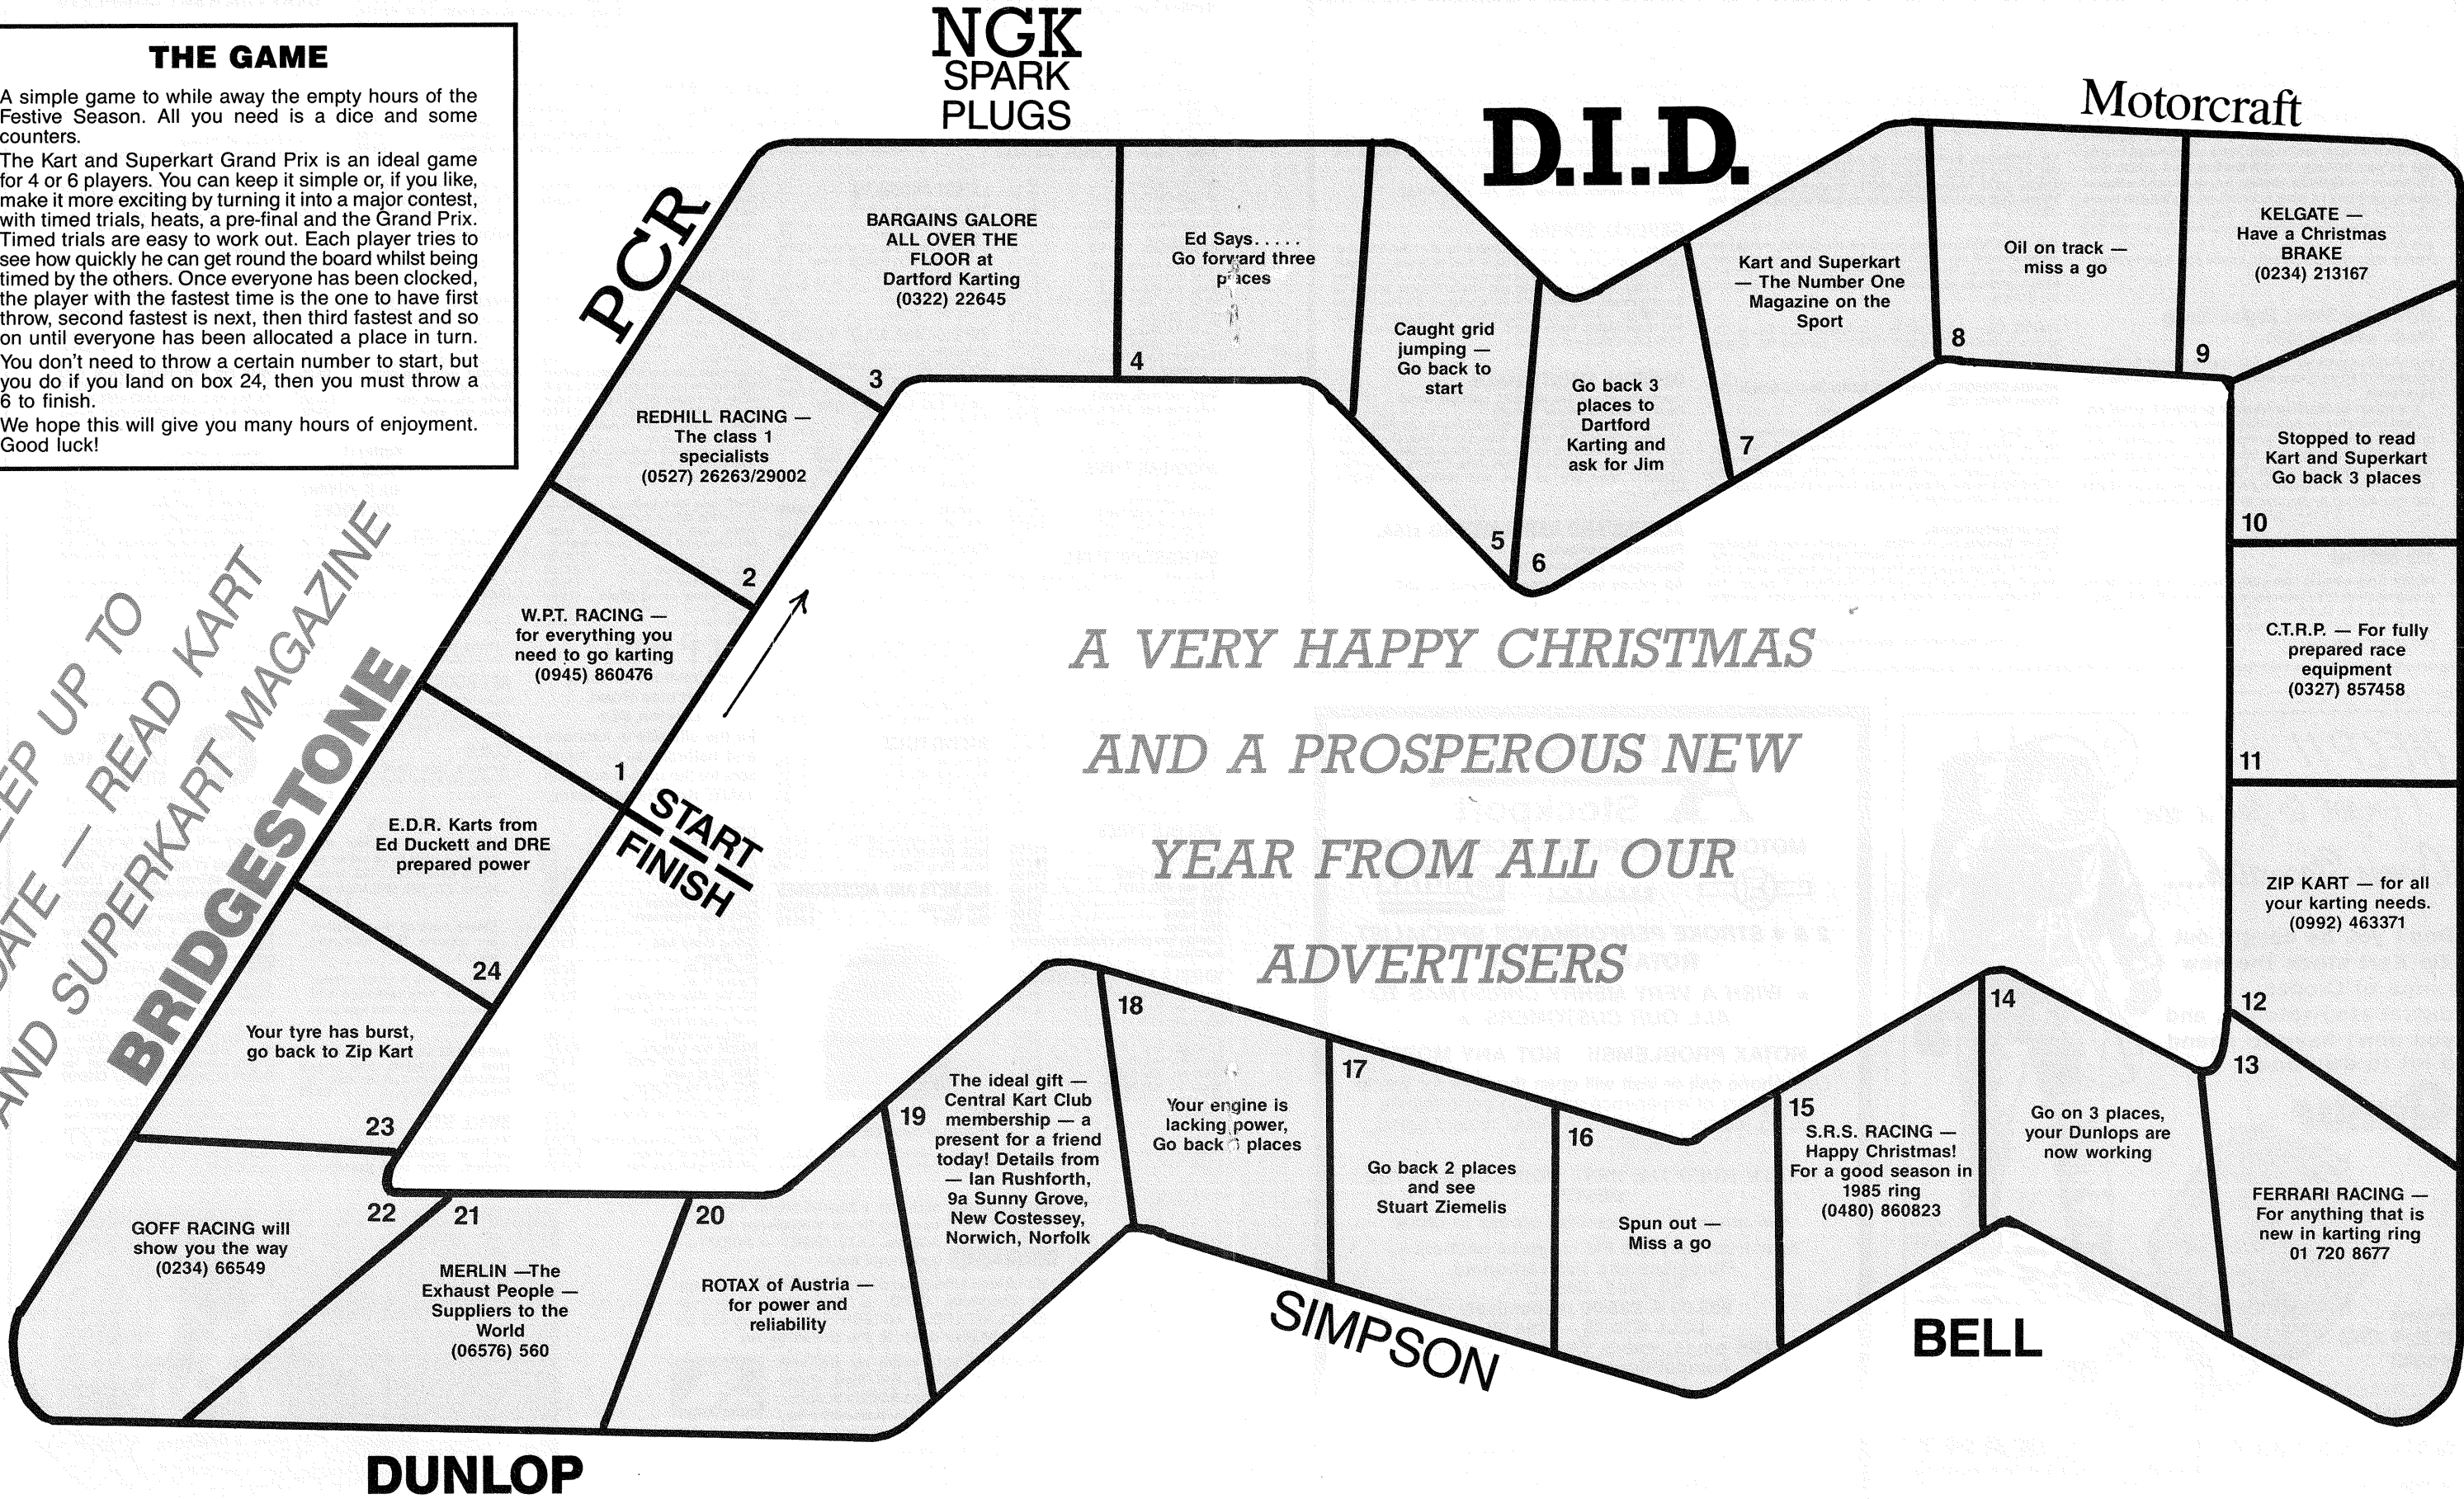 THE GAME
A simple game to while away the empty hours of the
Festive Season. All you need is a dice and some
counters.
The Kart and Superkart Grand Prix is an ideal game
for 4 or 6 players. You can keep it simple or, if you like,
make it more exciting by turning it into a major contest,
with timed trials, heats, a pre-final and the Grand Prix.
Timed trials are easy to work out. Each player tries to
see how quickly he can get round the board whilst being
timed by the others. Once everyone has been clocked,
the player with the fastest time is the one to have first
throw, second fastest is next, then third fastest and so
on until everyone has been allocated a place in turn.
You don't need to throw a certain number to start, but
you do if you land on box 24, then you must throw a
6 to finish.
We hope this will give you many hours of enjoyment.
Good luck!
NGK
SPARK
PLUGS
D.I.D.
Motorcraft
PCR
UP TO
— READ KART
AND SUPERKART MAGAZINE
BRIDGESTONE
START
FINISH
W.P.T. RACING —
for everything you
need to go karting
(0945) 860476
1
REDHILL RACING —
The class 1
specialists
(0527) 26263/29002
2
BARGAINS GALORE
ALL OVER THE
FLOOR at
Dartford Karting
(0322) 22645
3
Ed Says.....
Go forward three
places
4
Caught grid
jumping —
Go back to
start
5
Go back 3
places to
Dartford
Karting and
ask for Jim
6
Kart and Superkart
— The Number One
Magazine on the
Sport
7
Oil on track —
miss a go
8
KELGATE —
Have a Christmas
BRAKE
(0234) 213167
9
Stopped to read
Kart and Superkart
Go back 3 places
10
C.T.R.P. — For fully
prepared race
equipment
(0327) 857458
11
ZIP KART — for all
your karting needs.
(0992) 463371
12
13
FERRARI RACING —
For anything that is
new in karting ring
01 720 8677
14
Go on 3 places,
your Dunlops are
now working
15
S.R.S. RACING —
Happy Christmas!
For a good season in
1985 ring
(0480) 860823
16
Spun out —
Miss a go
17
Go back 2 places
and see
Stuart Ziemelis
18
Your engine is
lacking power,
Go back places
19
The ideal gift —
Central Kart Club
membership — a
present for a friend
today! Details from
— Ian Rushforth,
9a Sunny Grove,
New Costessey,
Norwich, Norfolk
20
ROTAX of Austria —
for power and
reliability
21
MERLIN —The
Exhaust People —
Suppliers to the
World
(06576) 560
22
GOFF RACING will
show you the way
(0234) 66549
23
Your tyre has burst,
go back to Zip Kart
24
E.D.R. Karts from
Ed Duckett and DRE
prepared power
A VERY HAPPY CHRISTMAS
AND A PROSPEROUS NEW
YEAR FROM ALL OUR
ADVERTISERS
SIMPSON
BELL
DUNLOP